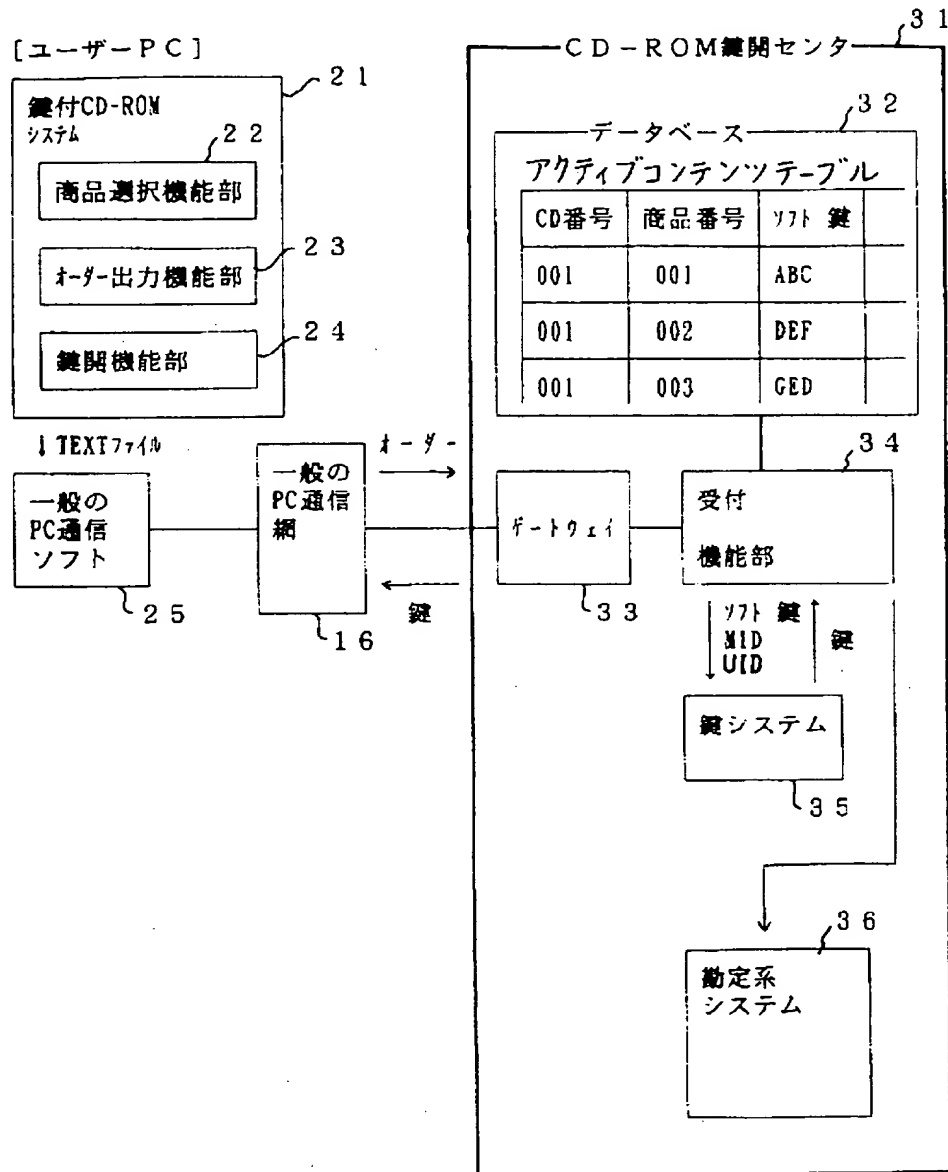 [ユーザーPC]
21
鍵付CD-ROM
システム
22
商品選択機能部
23
オーダー出力機能部
24
鍵開機能部
↓TEXTファイル
一般の
PC通信
ソフト
25
一般の
PC通信
網
16
オーダー
→
←
鍵
31
CD-ROM鍵開センタ
32
データベース
アクティブコンテンツテーブル
CD番号 商品番号 ソフト 鍵
001 001 ABC
001 002 DEF
001 003 GED
34
受付
機能部
ゲートウェイ
33
ソフト 鍵
MID
UID
鍵
鍵システム
35
36
勘定系
システム